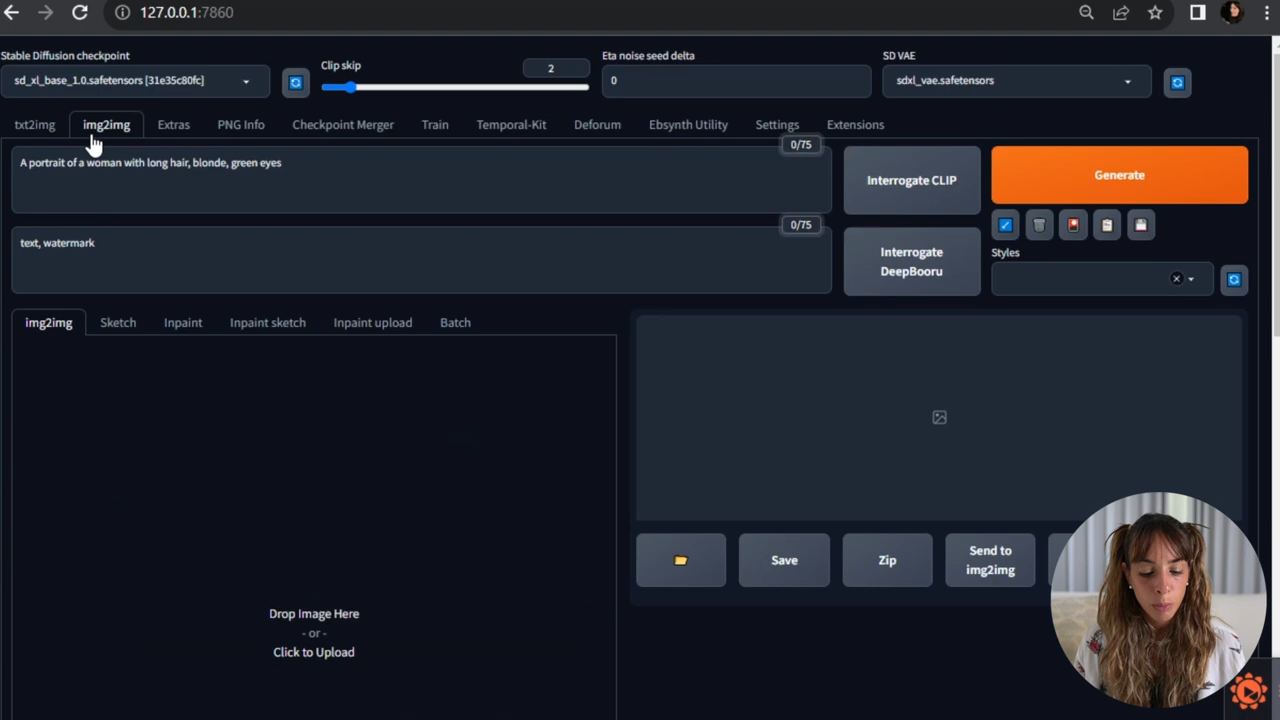 127.0.0.1:7860
Stable Diffusion checkpoint
sd_xl_base_1.0.safetensors [31e35c80fc]
Clip skip
2
Eta noise seed delta
0
SD VAE
sdxl_vae.safetensors
txt2img
img2img
Extras
PNG Info
Checkpoint Merger
Train
Temporal-Kit
Deforum
Ebsynth Utility
Settings
Extensions
0/75
A portrait of a woman with long hair, blonde, green eyes
Interrogate CLIP
Generate
0/75
text, watermark
Interrogate
DeepBooru
Styles
img2img
Sketch
Inpaint
Inpaint sketch
Inpaint upload
Batch
Save
Zip
Send to
img2img
Drop Image Here
- or -
Click to Upload